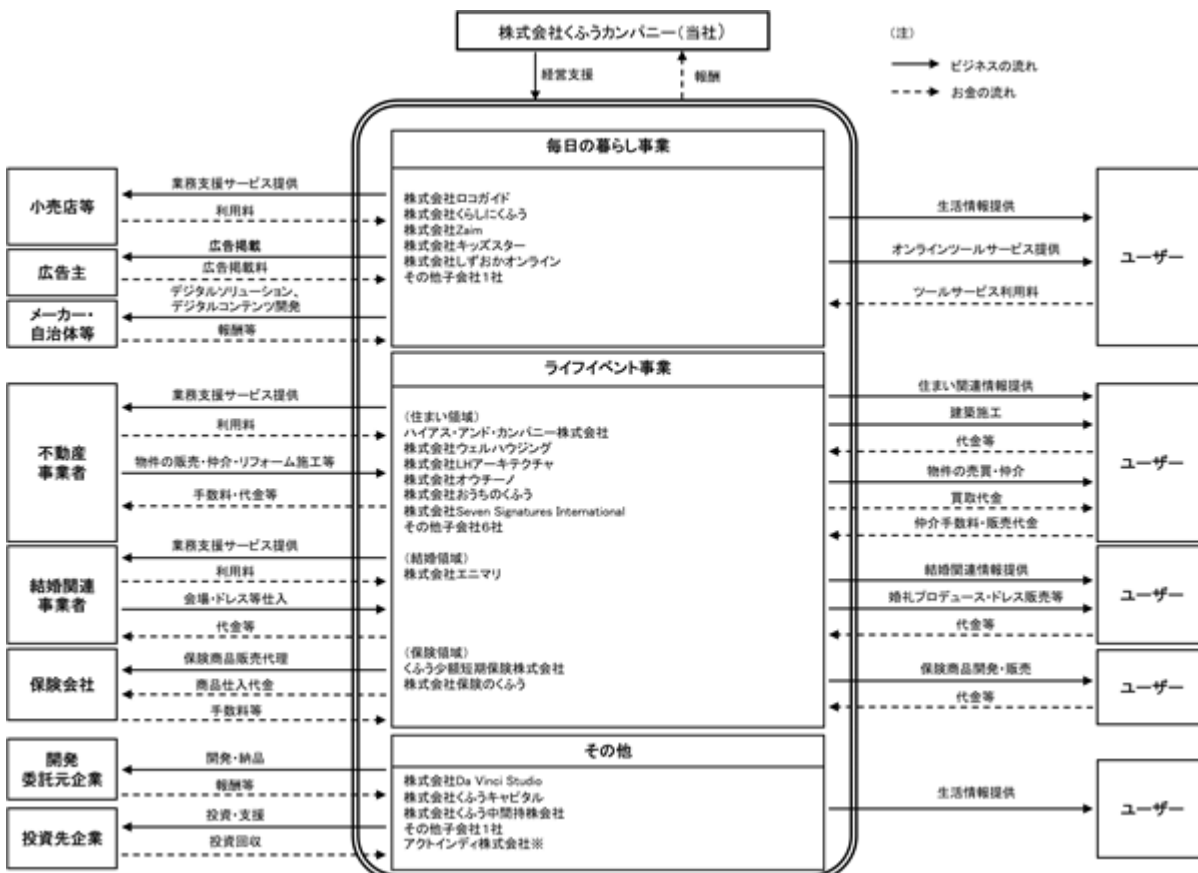 株式会社くふうカンパニー(当社)
(注)
ビジネスの流れ
お金の流れ
経営支援
報酬
毎日の暮らし事業
株式会社ロコガイド
株式会社くらしにくふう
株式会社Zaim
株式会社キッズスター
株式会社しずおかオンライン
その他子会社1社
小売店等
業務支援サービス提供
利用料
広告主
広告掲載
広告掲載料
メーカー・
自治体等
デジタルソリューション、
デジタルコンテンツ開発
報酬等
生活情報提供
オンラインツールサービス提供
ツールサービス利用料
ユーザー
ライフイベント事業
(住まい領域)
ハイアス・アンド・カンパニー株式会社
株式会社ウェルハウジング
株式会社LHアーキテクチャ
株式会社オウチーノ
株式会社おうちのくふう
株式会社Seven Signatures International
その他子会社6社
(結婚領域)
株式会社エニマリ
(保険領域)
くふう少額短期保険株式会社
株式会社保険のくふう
不動産
事業者
業務支援サービス提供
利用料
物件の販売・仲介・リフォーム施工等
手数料・代金等
結婚関連
事業者
業務支援サービス提供
利用料
会場・ドレス等仕入
代金等
保険会社
保険商品販売代理
商品仕入代金
手数料等
住まい関連情報提供
建築施工
代金等
物件の売買・仲介
買取代金
仲介手数料・販売代金
ユーザー
結婚関連情報提供
婚礼プロデュース・ドレス販売等
代金等
ユーザー
保険商品開発・販売
代金等
ユーザー
その他
株式会社Da Vinci Studio
株式会社くふうキャピタル
株式会社くふう中間持株会社
その他子会社1社
アクトインディ株式会社※
開発
委託元企業
開発・納品
報酬等
投資先企業
投資・支援
投資回収
生活情報提供
ユーザー